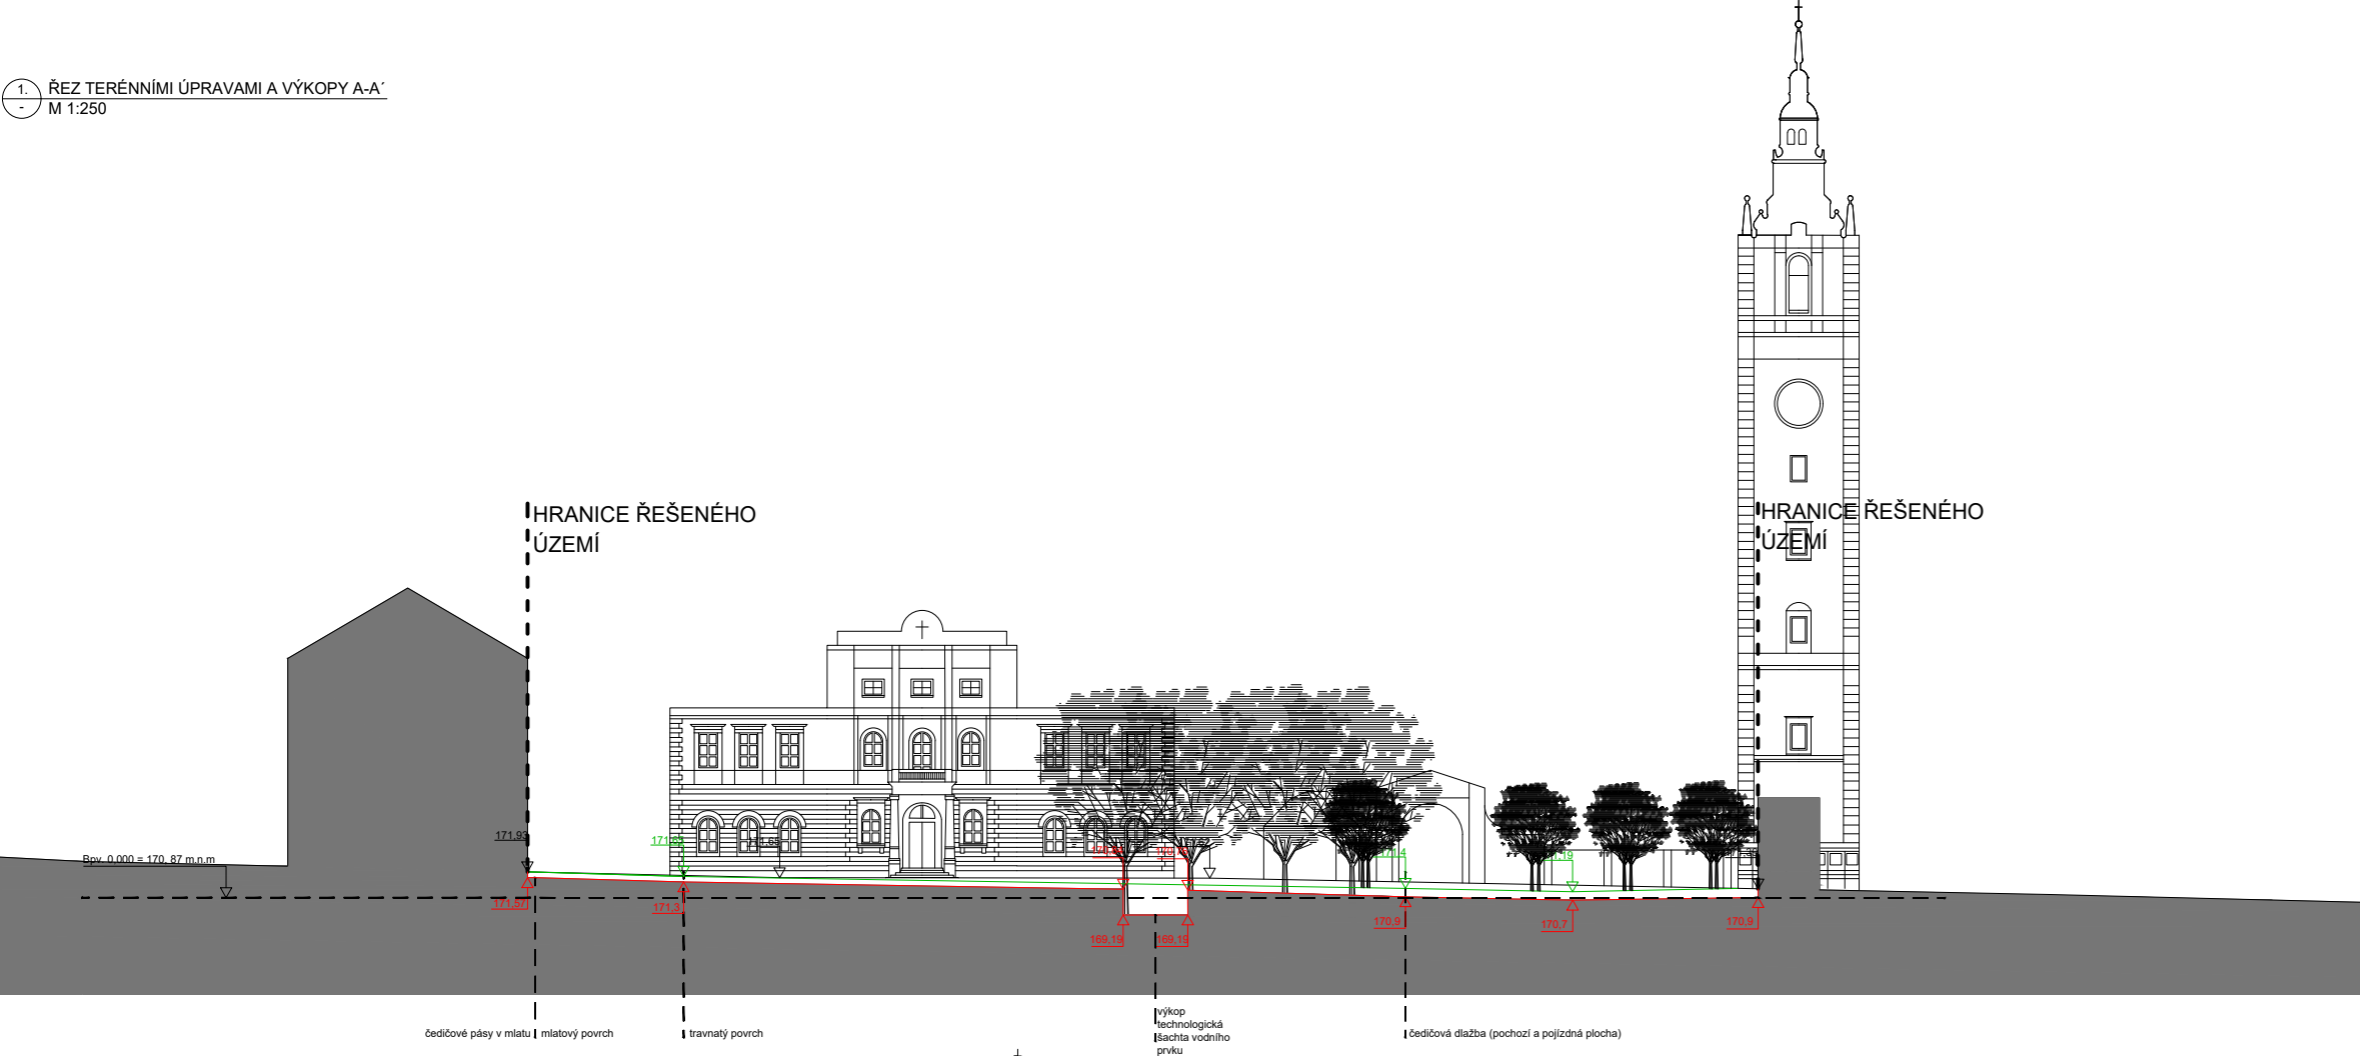 1.
-
ŘEZ TERÉNNÍMI ÚPRAVAMI A VÝKOPY A-A´
M 1:250
HRANICE ŘEŠENÉHO
ÚZEMÍ
HRANICE ŘEŠENÉHO
ÚZEMÍ
171,93
171,65
Bpv. 0,000 = 170, 87 m.n.m
171,57
171,3
169,19
169,19
170,9
170,7
170,9
čedičové pásy v mlatu
mlatový povrch
travnatý povrch
výkop
technologická
šachta vodního
prvku
čedičová dlažba (pochozí a pojízdná plocha)